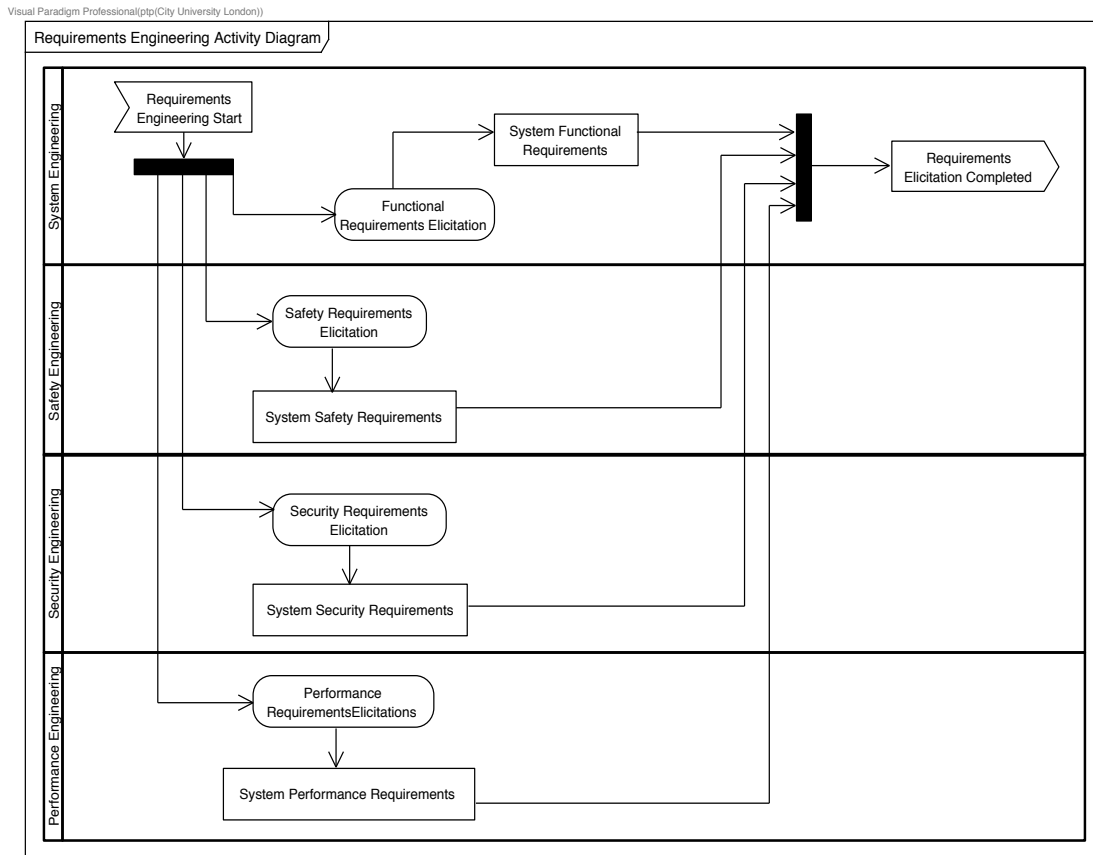 Visual Paradigm Professional(ptp(City University London))
Requirements Engineering Activity Diagram
System Engineering
Requirements
Engineering Start
System Functional
Requirements
Requirements
Elicitation Completed
Functional
Requirements Elicitation
Safety Engineering
Safety Requirements
Elicitation
System Safety Requirements
Security Engineering
Security Requirements
Elicitation
System Security Requirements
Performance Engineering
Performance
RequirementsElicitations
System Performance Requirements